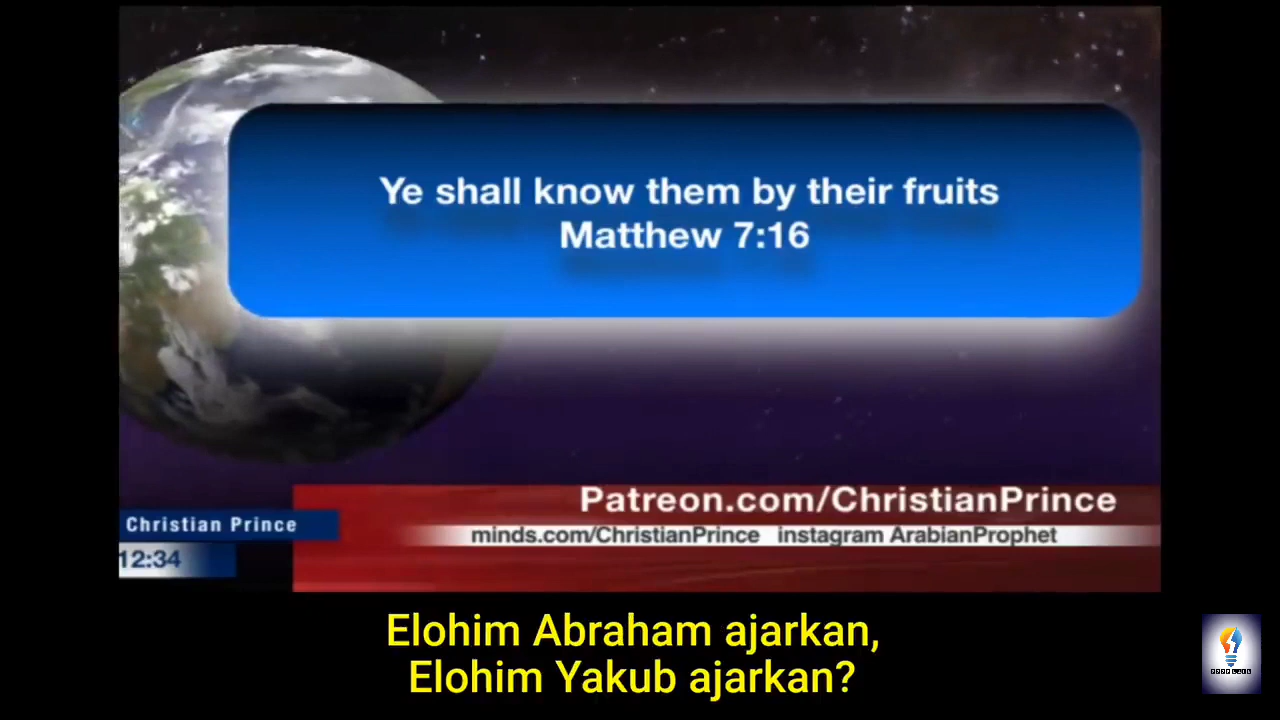 Ye shall know them by their fruits
Matthew 7:16
Patreon.com/ChristianPrince
Christian Prince
minds.com/ChristianPrince instagram ArabianProphet
12:34
Elohim Abraham ajarkan,
Elohim Yakub ajarkan?